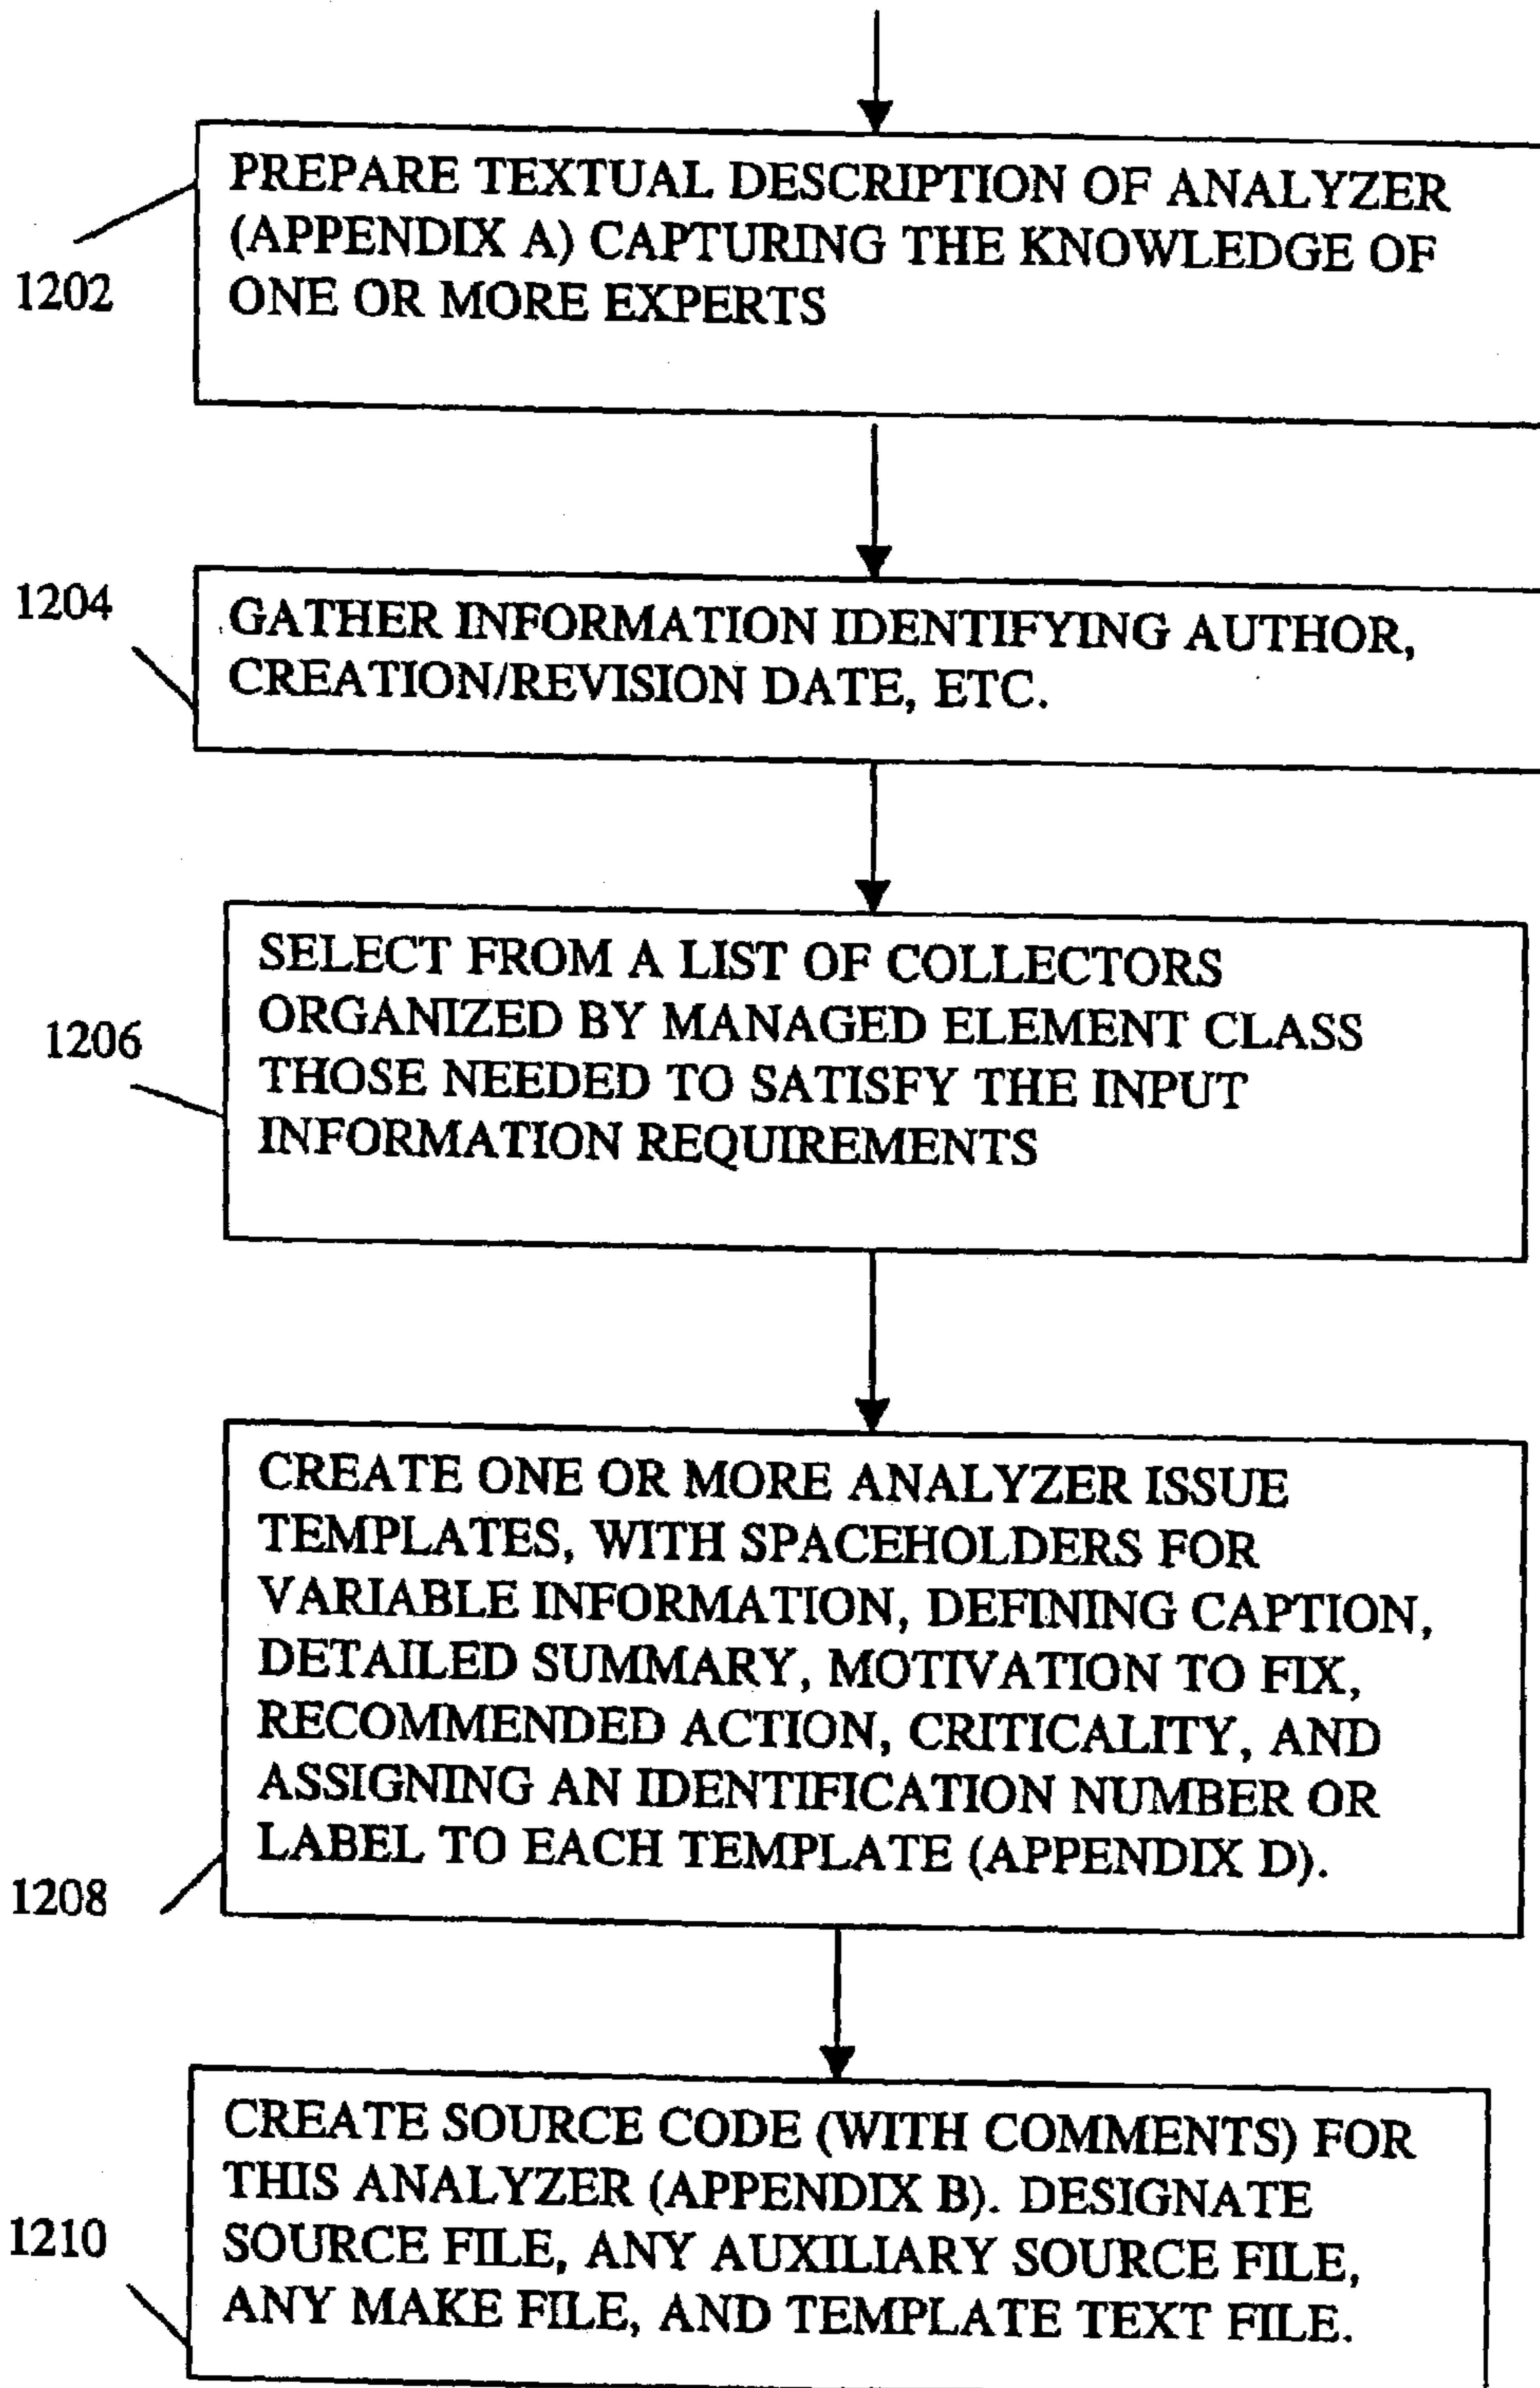 PREPARE TEXTUAL DESCRIPTION OF ANALYZER
(APPENDIX A) CAPTURING THE KNOWLEDGE OF
ONE OR MORE EXPERTS
1202
1204
GATHER INFORMATION IDENTIFYING AUTHOR,
CREATION/REVISION DATE, ETC.
SELECT FROM A LIST OF COLLECTORS
ORGANIZED BY MANAGED ELEMENT CLASS
THOSE NEEDED TO SATISFY THE INPUT
INFORMATION REQUIREMENTS
1206
CREATE ONE OR MORE ANALYZER ISSUE
TEMPLATES, WITH SPACEHOLDERS FOR
VARIABLE INFORMATION, DEFINING CAPTION,
DETAILED SUMMARY, MOTIVATION TO FIX,
RECOMMENDED ACTION, CRITICALITY, AND
ASSIGNING AN IDENTIFICATION NUMBER OR
LABEL TO EACH TEMPLATE (APPENDIX D).
1208
CREATE SOURCE CODE (WITH COMMENTS) FOR
THIS ANALYZER (APPENDIX B). DESIGNATE
SOURCE FILE, ANY AUXILIARY SOURCE FILE,
ANY MAKE FILE, AND TEMPLATE TEXT FILE.
1210